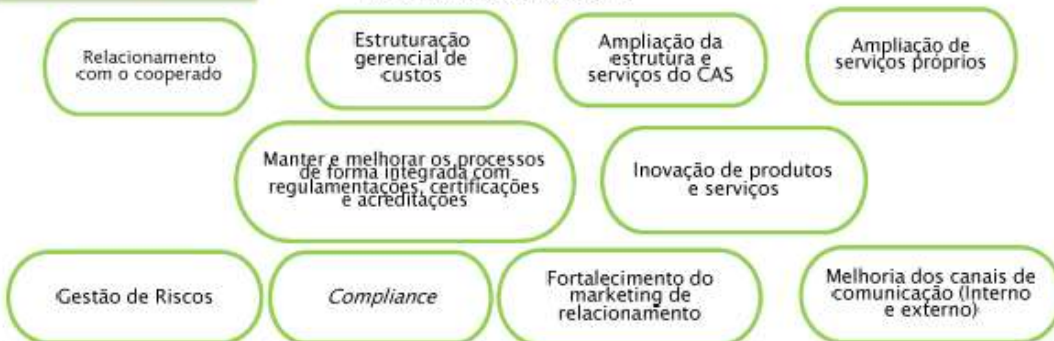 Relacionamento
com o cooperado
Estruturação
gerencial de
custos
Ampliação da
estrutura e
serviços do CAS
Ampliação de
serviços próprios
Manter e melhorar os processos
de forma integrada com
regulamentações, certificações
e acreditações
Inovação de produtos
e serviços
Gestão de Riscos
Compliance
Fortalecimento do
marketing de
relacionamento
Melhoria dos canais de
comunicação (Interno
e externo)